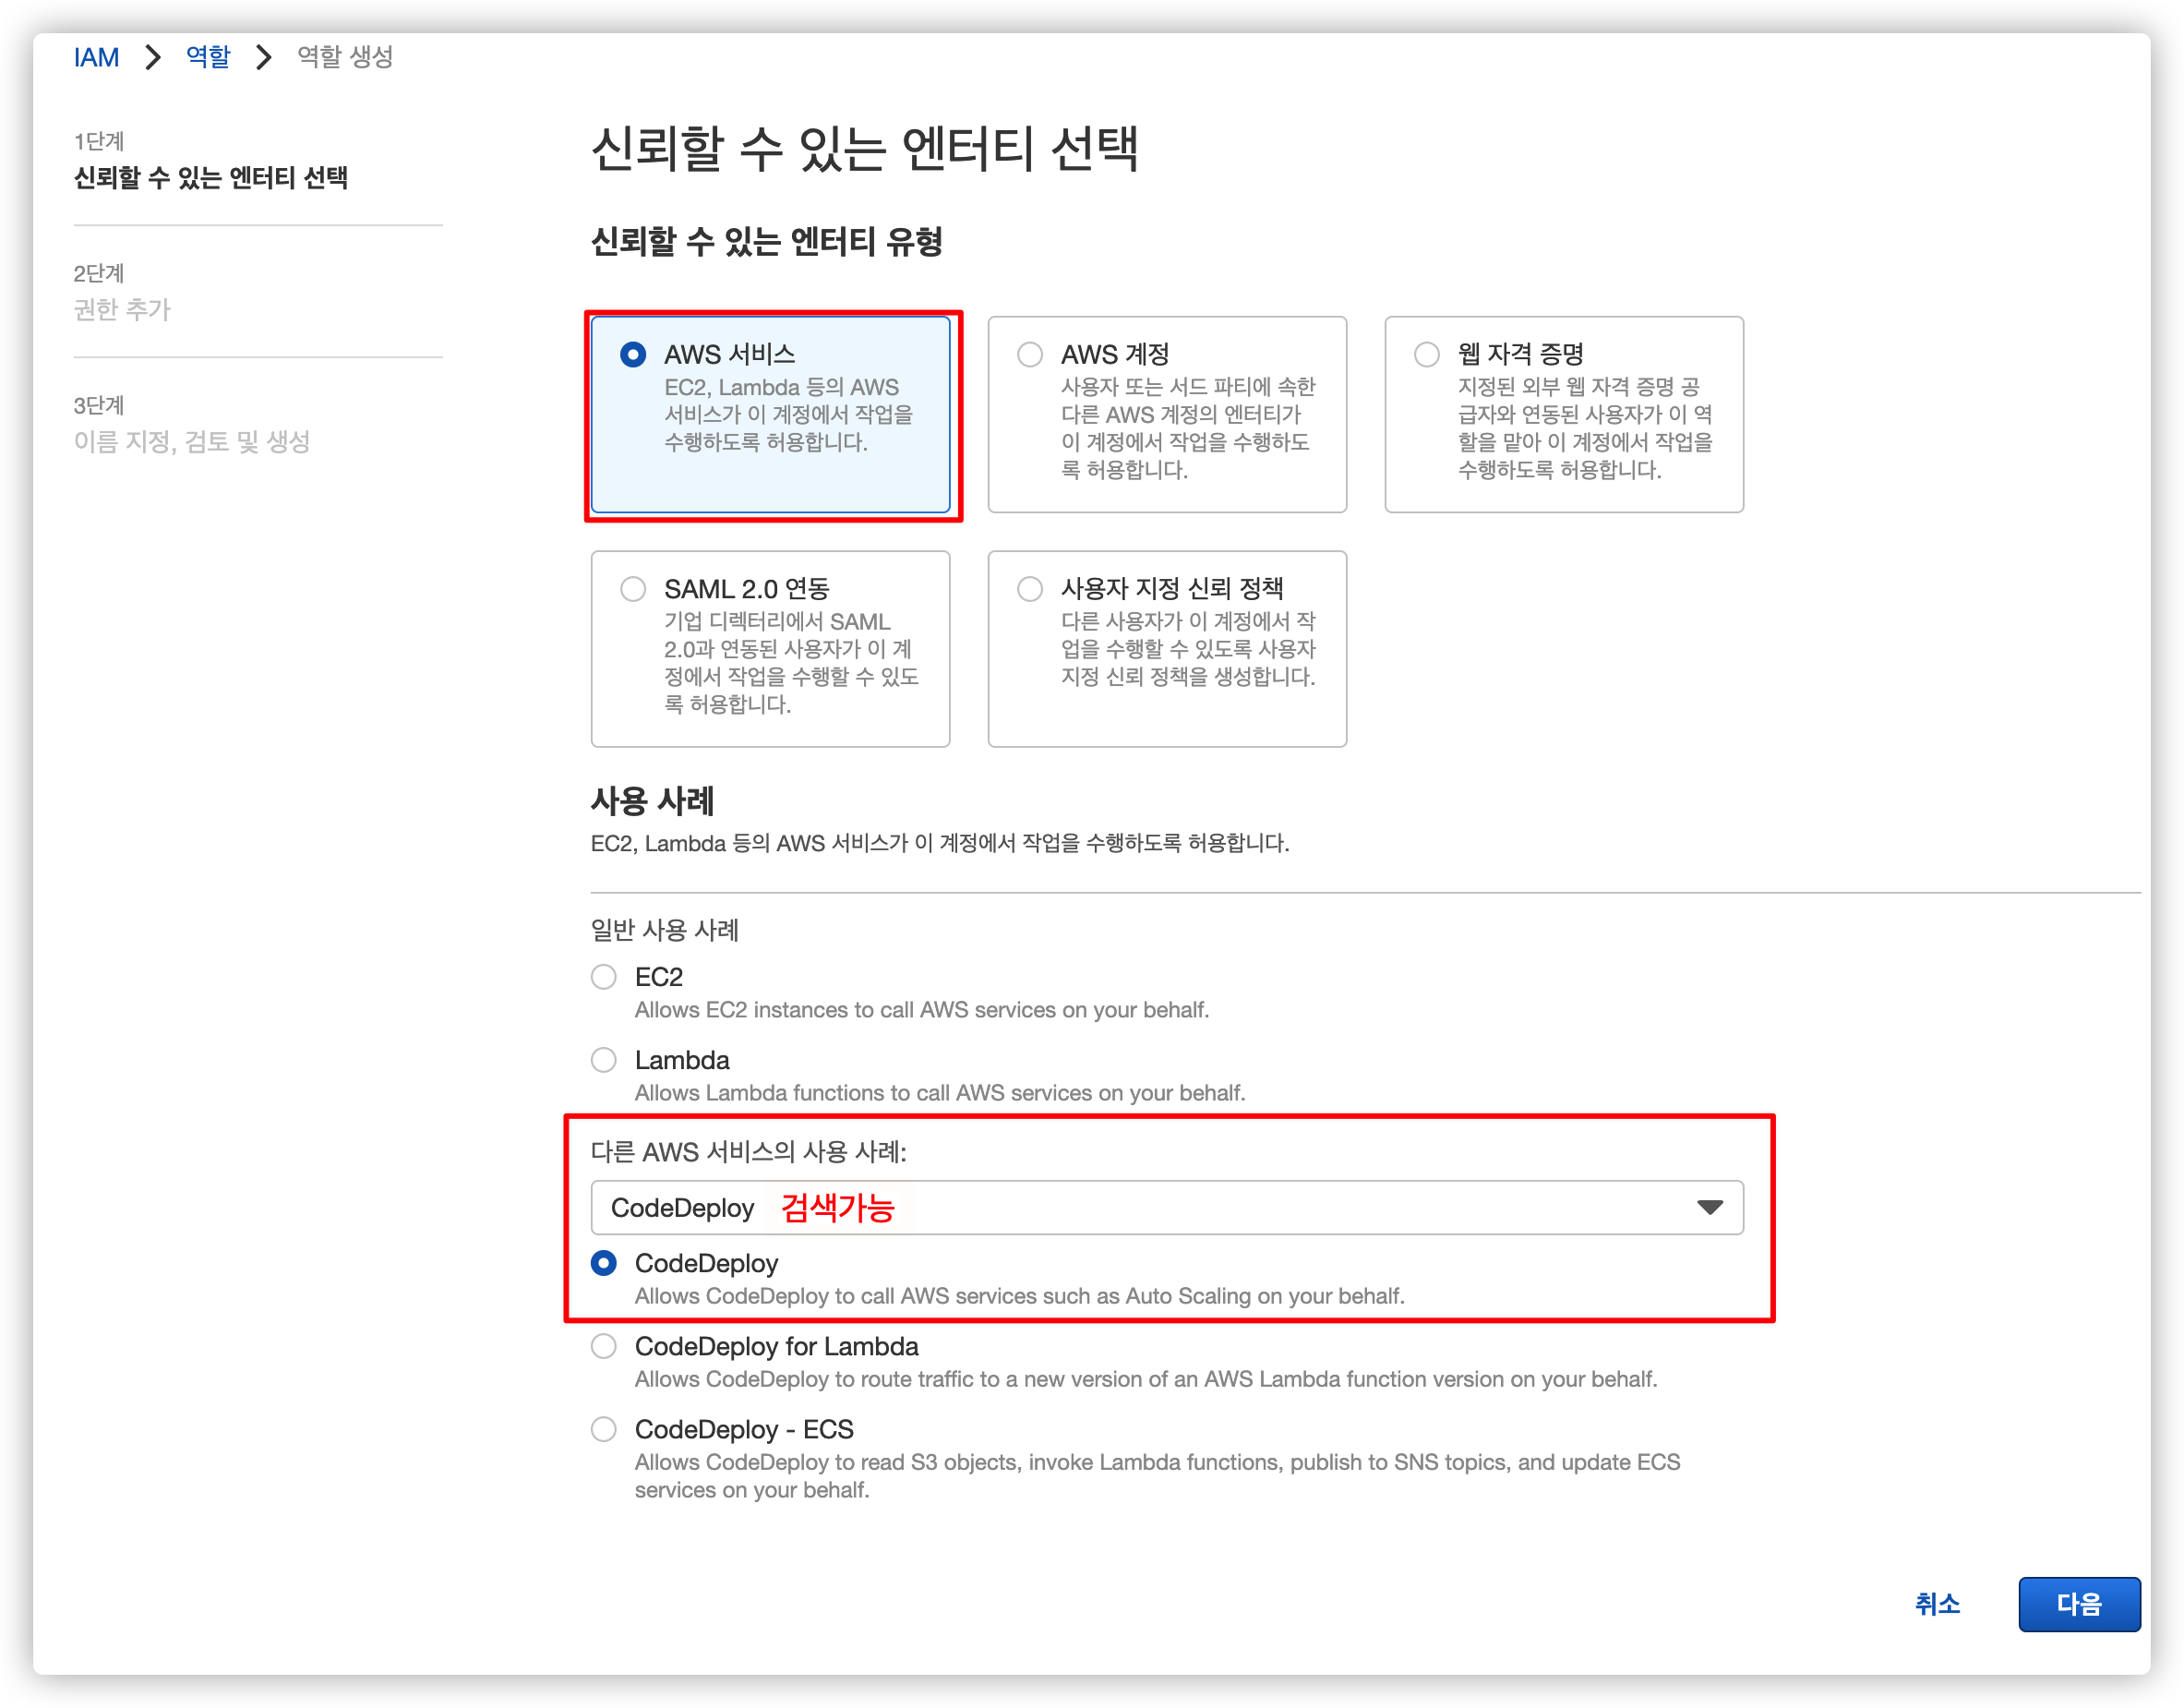 IAM > 역할 > 역할 생성
1단계
신뢰할 수 있는 엔터티 선택
2단계
권한 추가
3단계
이름 지정, 검토 및 생성
신뢰할 수 있는 엔터티 선택
신뢰할 수 있는 엔터티 유형
AWS 서비스
EC2, Lambda 등의 AWS
서비스가 이 계정에서 작업을
수행하도록 허용합니다.
AWS 계정
사용자 또는 서드 파티에 속한
다른 AWS 계정의 엔터티가
이 계정에서 작업을 수행하도
록 허용합니다.
웹 자격 증명
지정된 외부 웹 자격 증명 공
급자와 연동된 사용자가 이 역
할을 맡아 이 계정에서 작업을
수행하도록 허용합니다.
SAML 2.0 연동
기업 디렉터리에서 SAML
2.0과 연동된 사용자가 이 계
정에서 작업을 수행할 수 있도
록 허용합니다.
사용자 지정 신뢰 정책
다른 사용자가 이 계정에서 작
업을 수행할 수 있도록 사용자
지정 신뢰 정책을 생성합니다.
사용 사례
EC2, Lambda 등의 AWS 서비스가 이 계정에서 작업을 수행하도록 허용합니다.
일반 사용 사례
EC2
Allows EC2 instances to call AWS services on your behalf.
Lambda
Allows Lambda functions to call AWS services on your behalf.
다른 AWS 서비스의 사용 사례:
CodeDeploy 검색가능
CodeDeploy
Allows CodeDeploy to call AWS services such as Auto Scaling on your behalf.
CodeDeploy for Lambda
Allows CodeDeploy to route traffic to a new version of an AWS Lambda function version on your behalf.
CodeDeploy - ECS
Allows CodeDeploy to read S3 objects, invoke Lambda functions, publish to SNS topics, and update ECS
services on your behalf.
취소 다음